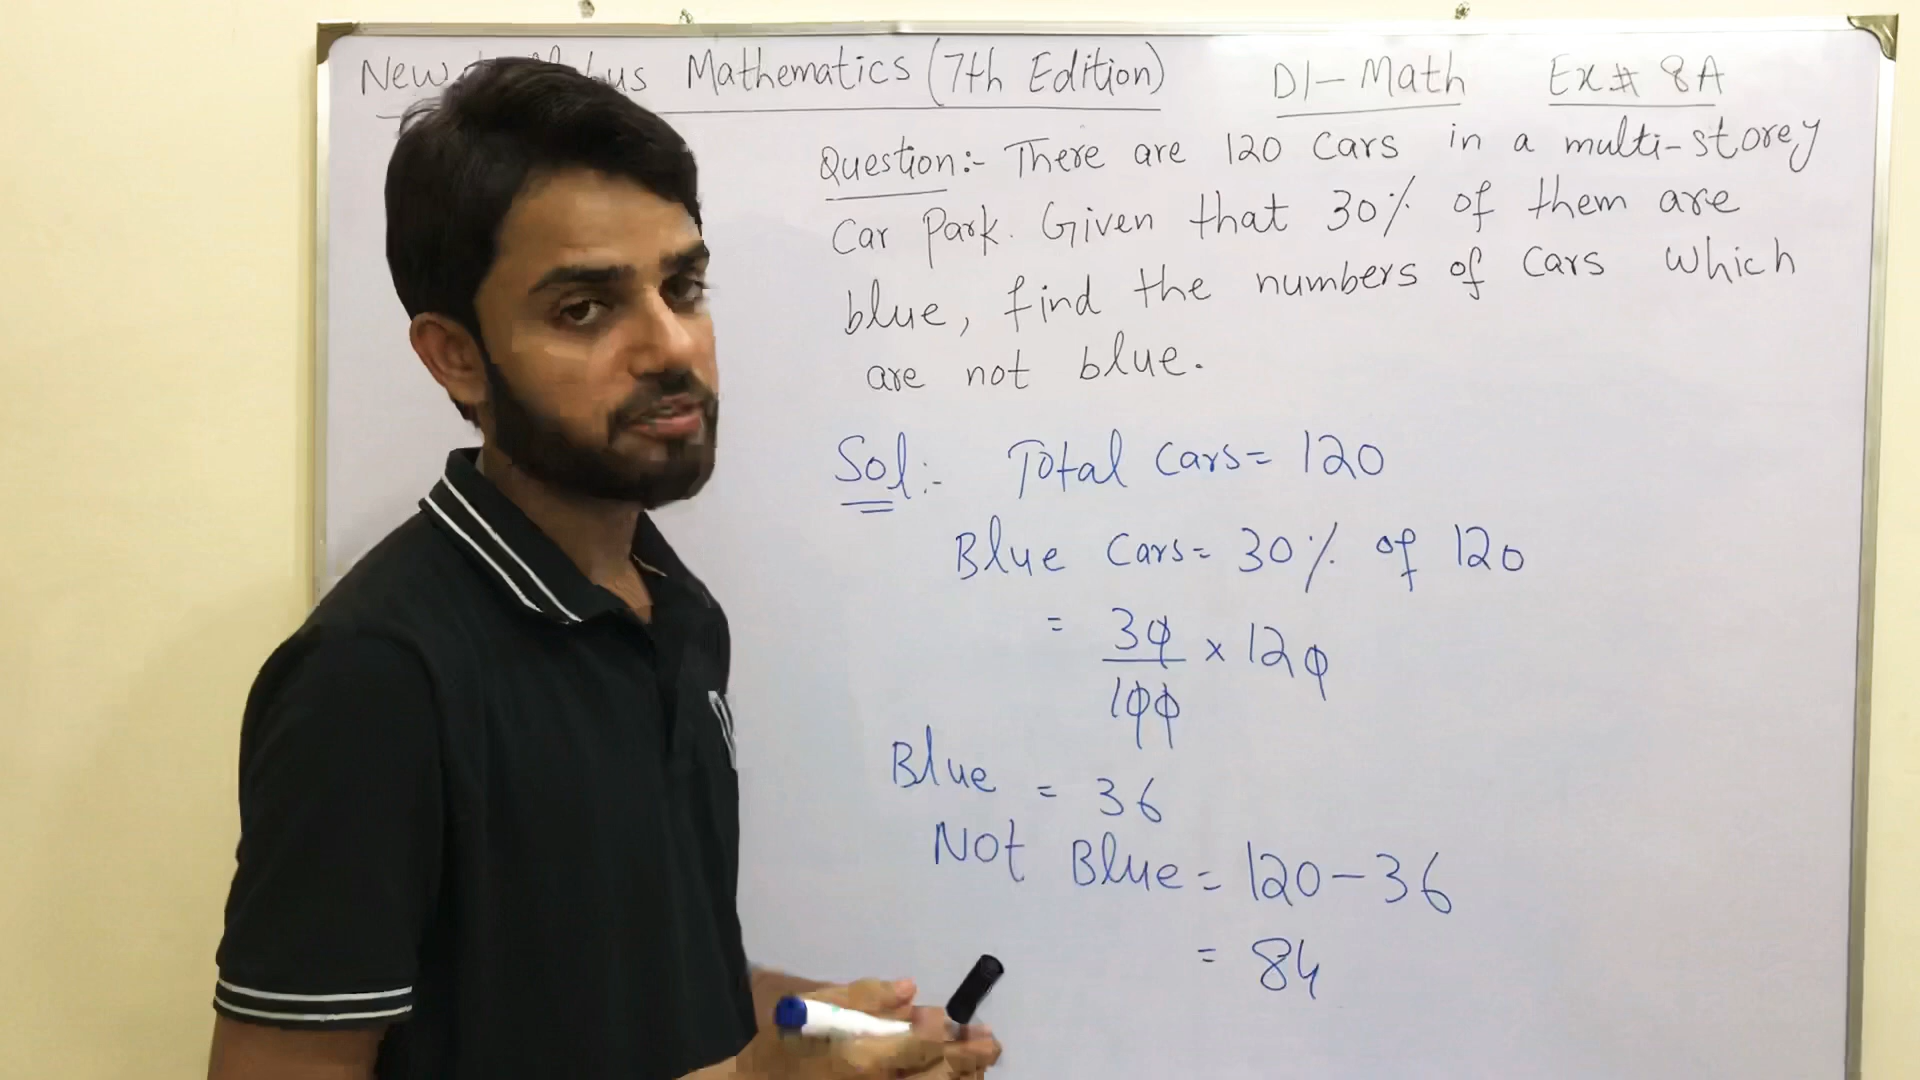 New Mathematics (7th Edition) D1-Math Ex# 8A
Question:- There are 120 cars in a multi-storey
Car Park. Given that 30% of them are
blue, find the numbers of cars which
are not blue.
Sol:- Total Cars= 120
Blue Cars= 30% of 120
= 30/100 × 120
Blue = 36
Not Blue = 120-36
= 84